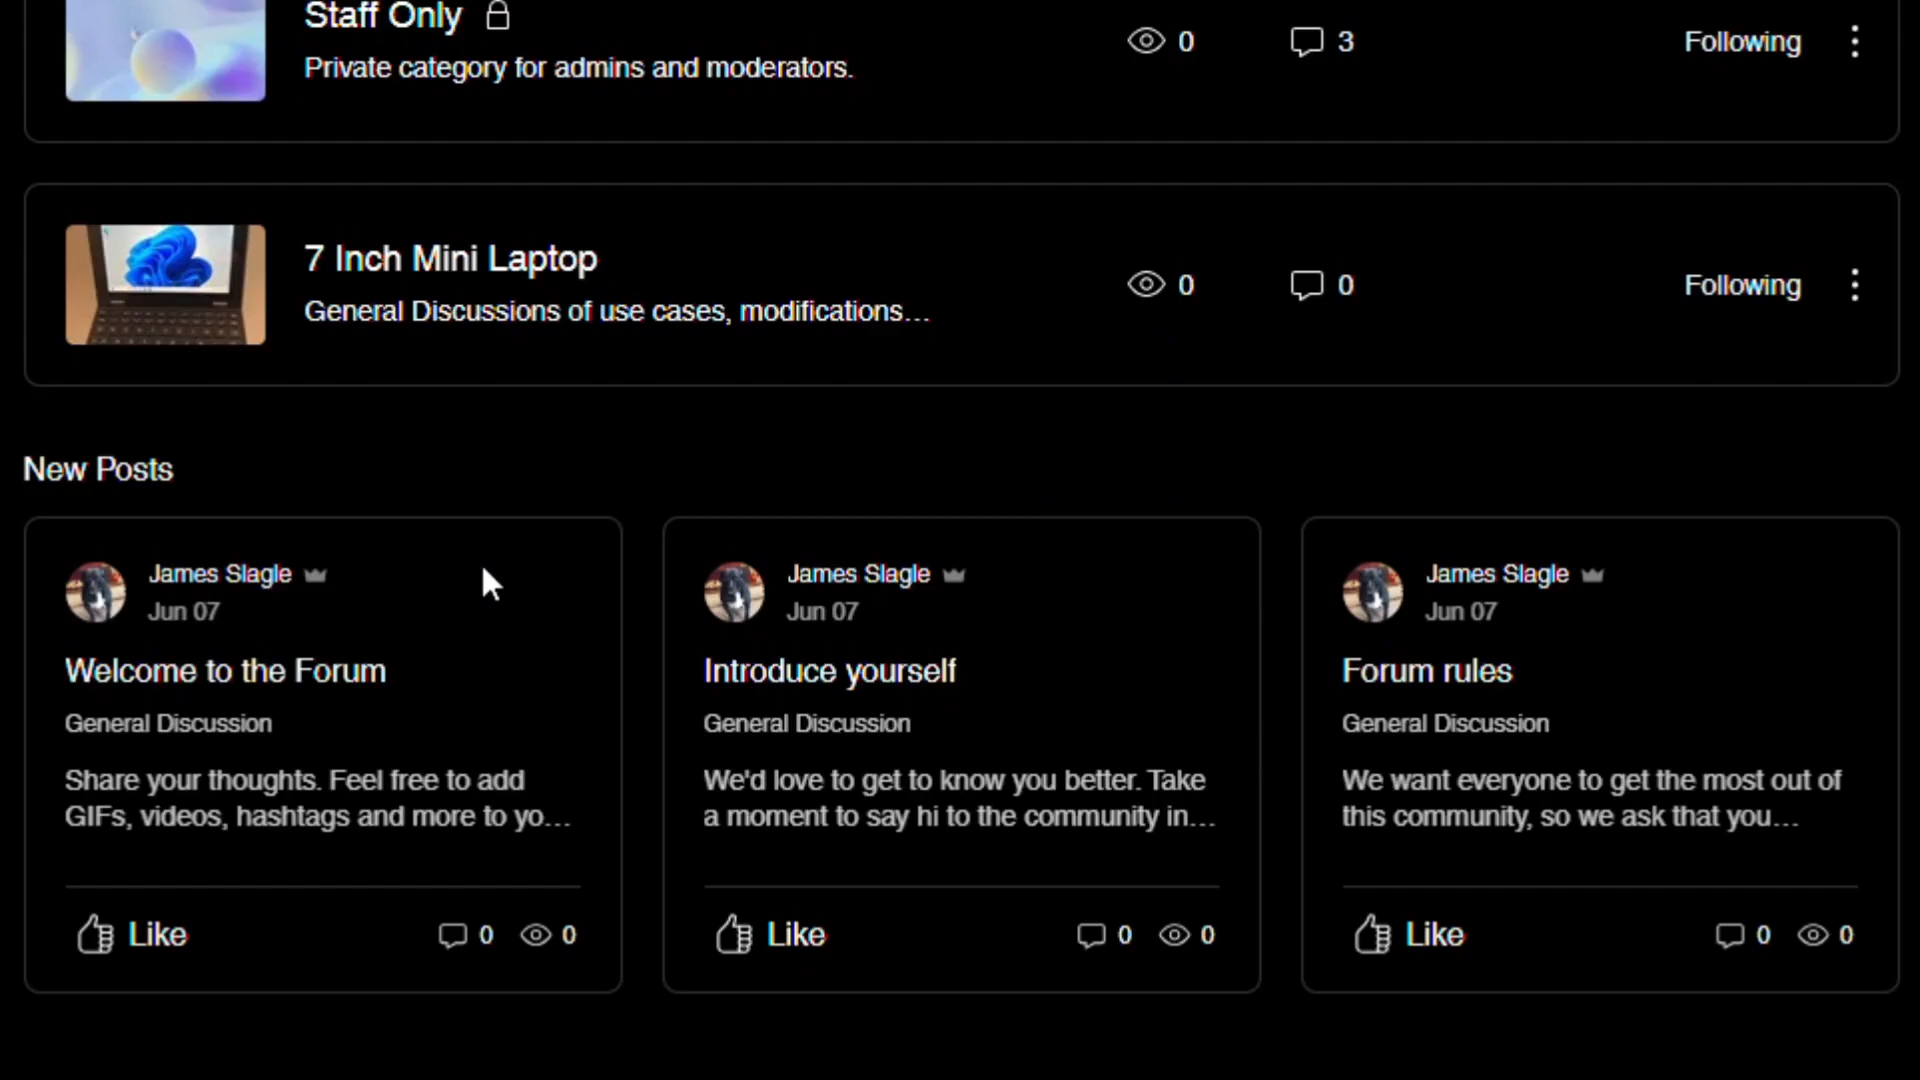 Staff Only
0
3
Following
Private category for admins and moderators.
7 Inch Mini Laptop
0
0
Following
General Discussions of use cases, modifications...
New Posts
James Slagle
Jun 07
Welcome to the Forum
General Discussion
Share your thoughts. Feel free to add
GIFs, videos, hashtags and more to yo...
Like
0
0
James Slagle
Jun 07
Introduce yourself
General Discussion
We'd love to get to know you better. Take
a moment to say hi to the community in...
Like
0
0
James Slagle
Jun 07
Forum rules
General Discussion
We want everyone to get the most out of
this community, so we ask that you...
Like
0
0